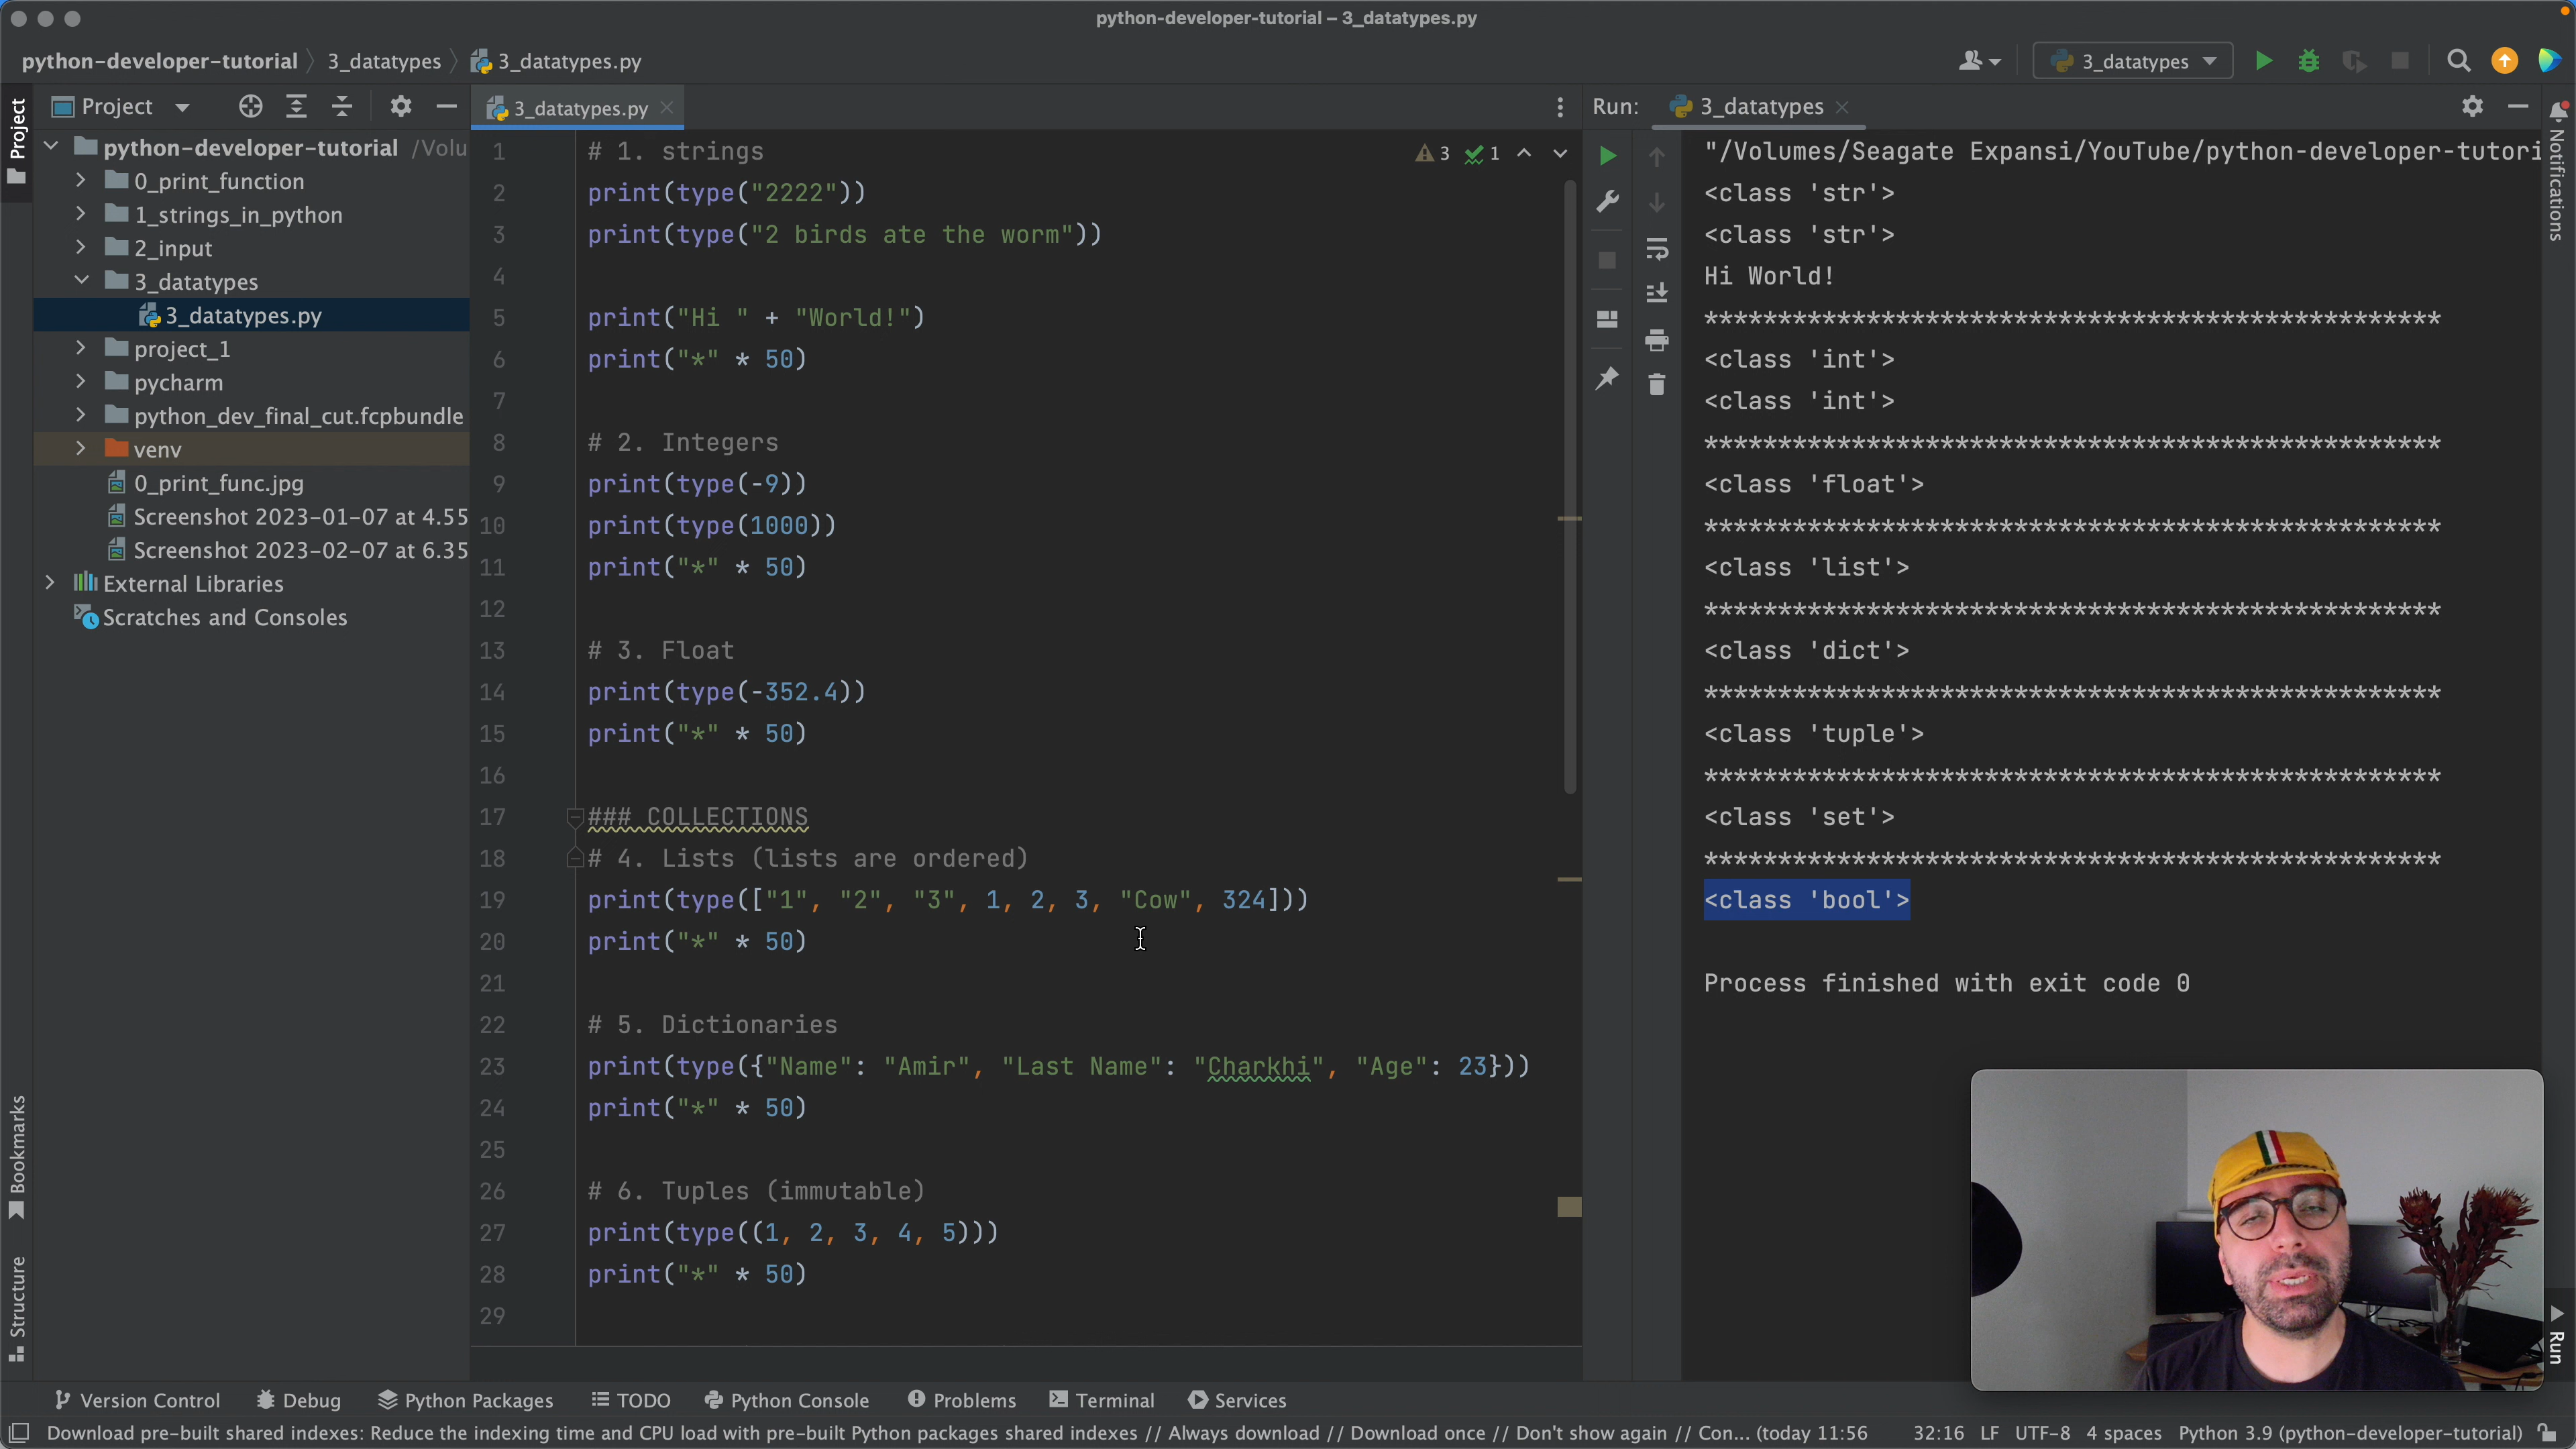 python-developer-tutorial – 3_datatypes.py
python-developer-tutorial 3_datatypes 3_datatypes.py
3_datatypes
Project
Project
python-developer-tutorial /Volu
0_print_function
1_strings_in_python
2_input
3_datatypes
3_datatypes.py
project_1
pycharm
python_dev_final_cut.fcpbundle
venv
0_print_func.jpg
Screenshot 2023-01-07 at 4.55
Screenshot 2023-02-07 at 6.35
External Libraries
Scratches and Consoles
Bookmarks
Structure
3_datatypes.py
3 1
1 # 1. strings
2 print(type("2222"))
3 print(type("2 birds ate the worm"))
4
5 print("Hi " + "World!")
6 print("*" * 50)
7
8 # 2. Integers
9 print(type(-9))
10 print(type(1000))
11 print("*" * 50)
12
13 # 3. Float
14 print(type(-352.4))
15 print("*" * 50)
16
17 ### COLLECTIONS
18 # 4. Lists (lists are ordered)
19 print(type(["1", "2", "3", 1, 2, 3, "Cow", 324]))
20 print("*" * 50)
21
22 # 5. Dictionaries
23 print(type({"Name": "Amir", "Last Name": "Charkhi", "Age": 23}))
24 print("*" * 50)
25
26 # 6. Tuples (immutable)
27 print(type((1, 2, 3, 4, 5)))
28 print("*" * 50)
29
Run: 3_datatypes
"/Volumes/Seagate Expansi/YouTube/python-developer-tutori
<class 'str'>
<class 'str'>
Hi World!
**************************************************
<class 'int'>
<class 'int'>
**************************************************
<class 'float'>
**************************************************
<class 'list'>
**************************************************
<class 'dict'>
**************************************************
<class 'tuple'>
**************************************************
<class 'set'>
**************************************************
<class 'bool'>
Process finished with exit code 0
Notifications
Run
Version Control Debug Python Packages TODO Python Console Problems Terminal Services
Download pre-built shared indexes: Reduce the indexing time and CPU load with pre-built Python packages shared indexes // Always download // Download once // Don't show again // Con... (today 11:56 32:16 LF UTF-8 4 spaces Python 3.9 (python-developer-tutorial)